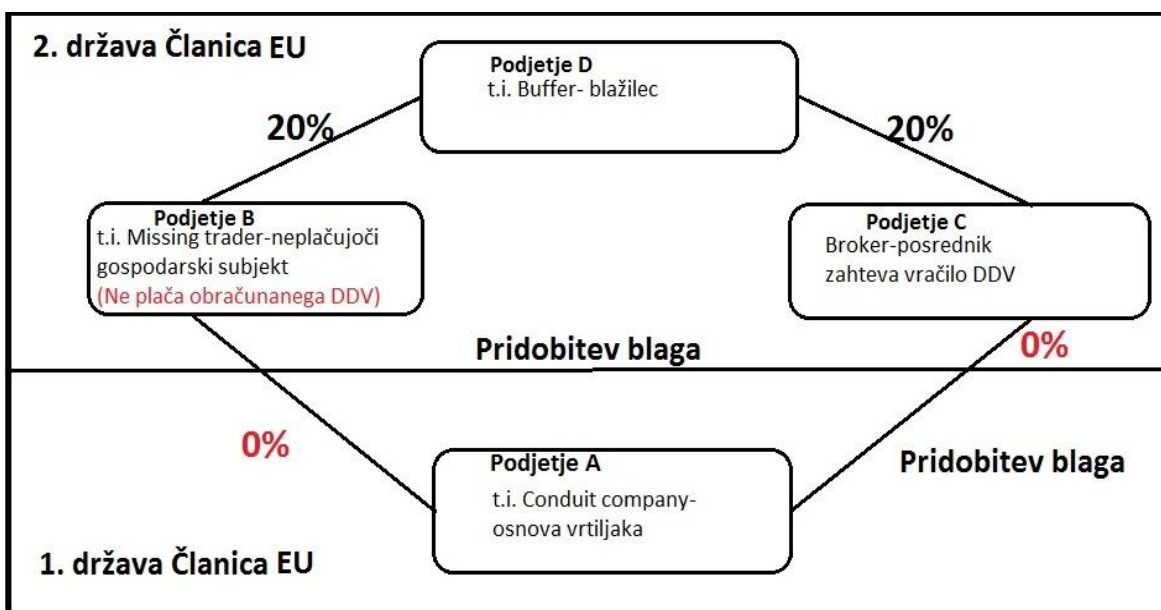 2. država Članica EU
Podjetje D
t.i. Buffer- blažilec
20%
20%
Podjetje B
t.i. Missing trader-neplačujoči
gospodarski subjekt
(Ne plača obračunanega DDV)
Podjetje C
Broker-posrednik
zahteva vračilo DDV
Pridobitev blaga
0%
0%
Podjetje A
t.i. Conduit company-
osnova vrtiljaka
Pridobitev blaga
1. država Članica EU